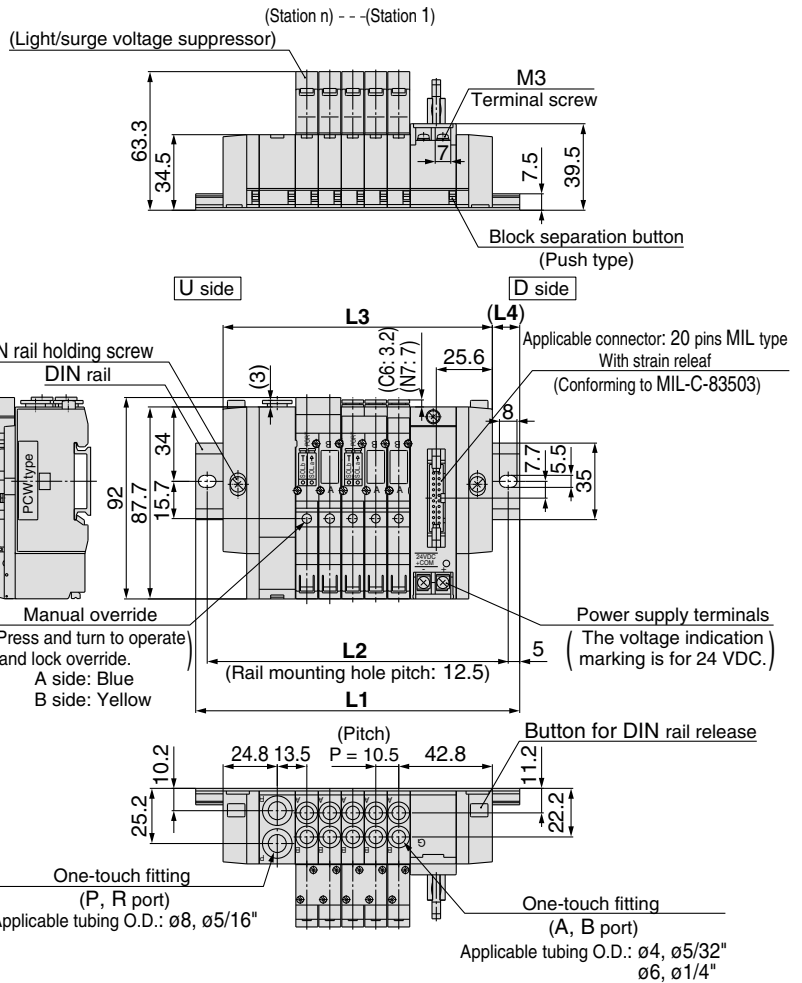 (Station n) - - -(Station 1)
(Light/surge voltage suppressor)
M3
Terminal screw
63.3
34.5
7
7.5
39.5
Block separation button
(Push type)
U side
D side
L3
(L4)
N rail holding screw
DIN rail
(3)
(C6: 3.2)
(N7: 7)
25.6
Applicable connector: 20 pins MIL type
With strain releaf
(Conforming to MIL-C-83503)
8
PCW.type
92
87.7
34
15.7
7.7
5.5
35
24VDC
+COM
- +
Manual override
Press and turn to operate)
and lock override.
A side: Blue
B side: Yellow
L2
(Rail mounting hole pitch: 12.5)
5
L1
Power supply terminals
( The voltage indication
marking is for 24 VDC.)
(Pitch)
Button for DIN rail release
10.2
24.8
13.5
P = 10.5
42.8
11.2
25.2
22.2
One-touch fitting
(P, R port)
Applicable tubing O.D.: ø8, ø5/16"
One-touch fitting
(A, B port)
Applicable tubing O.D.: ø4, ø5/32"
ø6, ø1/4"